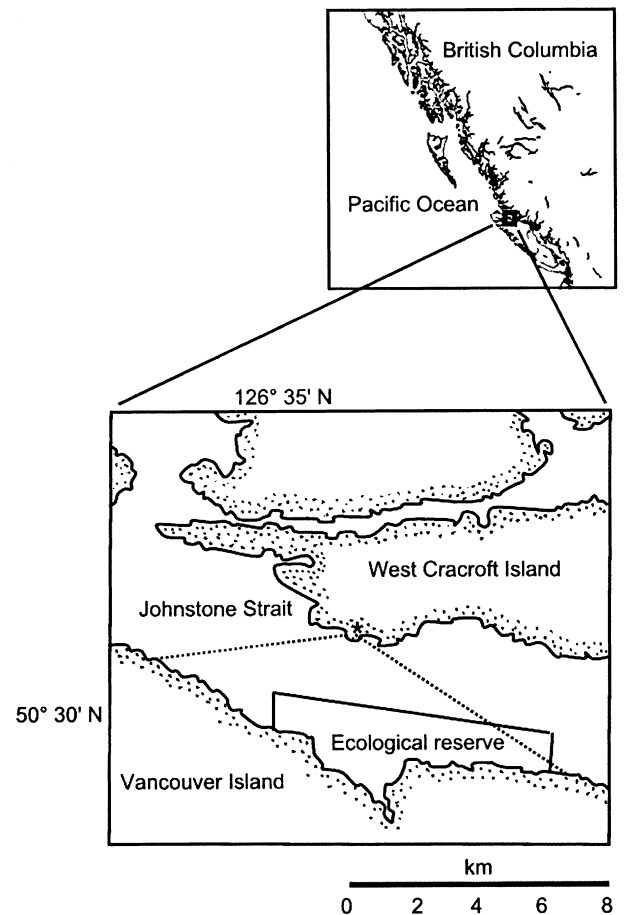 British Columbia
Pacific Ocean
126° 35' N
West Cracroft Island
Johnstone Strait
*
50° 30' N
Ecological reserve
Vancouver Island
km
0 2 4 6 8